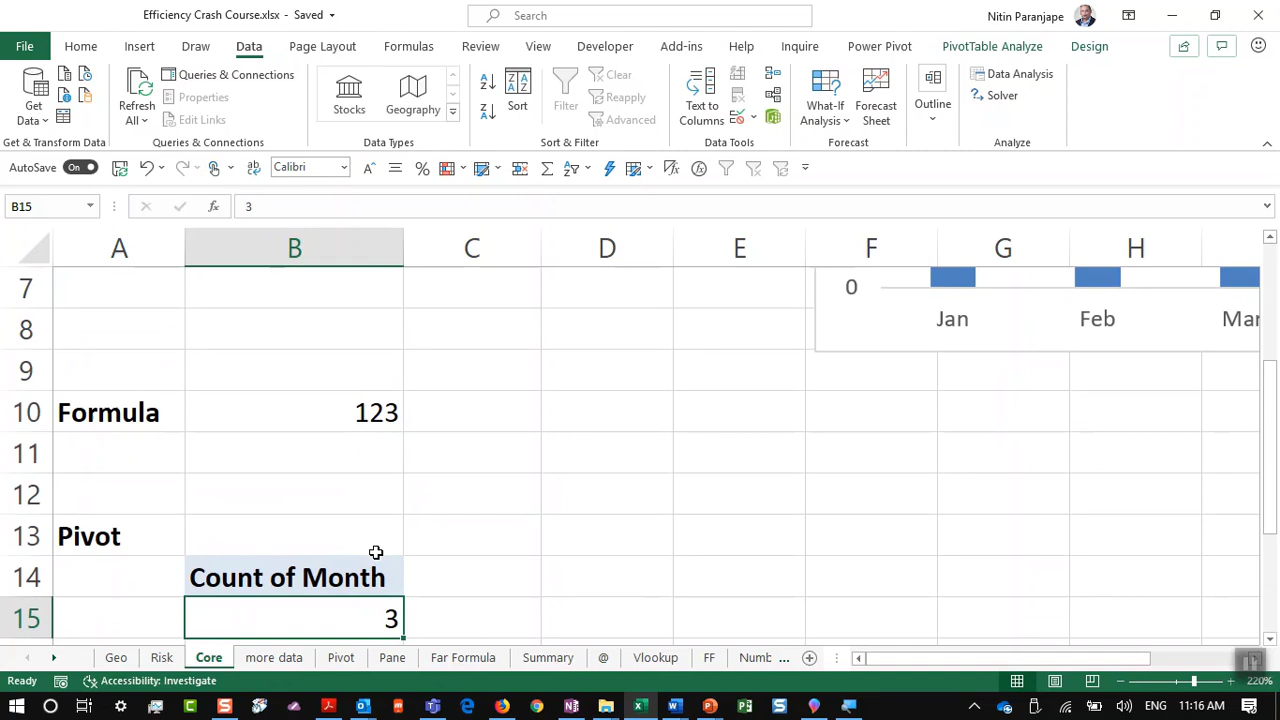 Efficiency Crash Course.xlsx - Saved
Search
Nitin Paranjape
File Home Insert Draw Data Page Layout Formulas Review View Developer Add-ins Help Inquire Power Pivot PivotTable Analyze Design
Get Data
Refresh All
Queries & Connections
Properties
Edit Links
Stocks
Geography
Sort
Filter
Clear
Reapply
Advanced
Text to Columns
What-If Analysis
Forecast Sheet
Outline
Data Analysis
Solver
Get & Transform Data Queries & Connections Data Types Sort & Filter Data Tools Forecast Analyze
AutoSave On Calibri
B15 fx 3
A B C D E F G H
7
0
Jan Feb Mar
8
9
10 Formula 123
11
12
13 Pivot
14 Count of Month
15 3
Geo Risk Core more data Pivot Pane Far Formula Summary @ Vlookup FF Numb ...
Ready Accessibility: Investigate 220%
ENG 11:16 AM